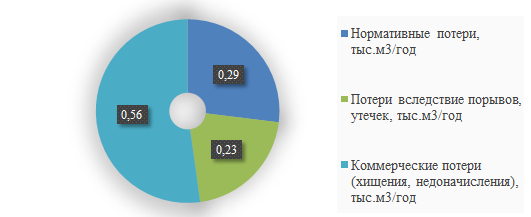 0,29
0,56
0,23
Нормативные потери,
тыс.м3/год
Потери вследствие порывов,
утечек, тыс.м3/год
Коммерческие потери
(хищения, недоначисления),
тыс.м3/год